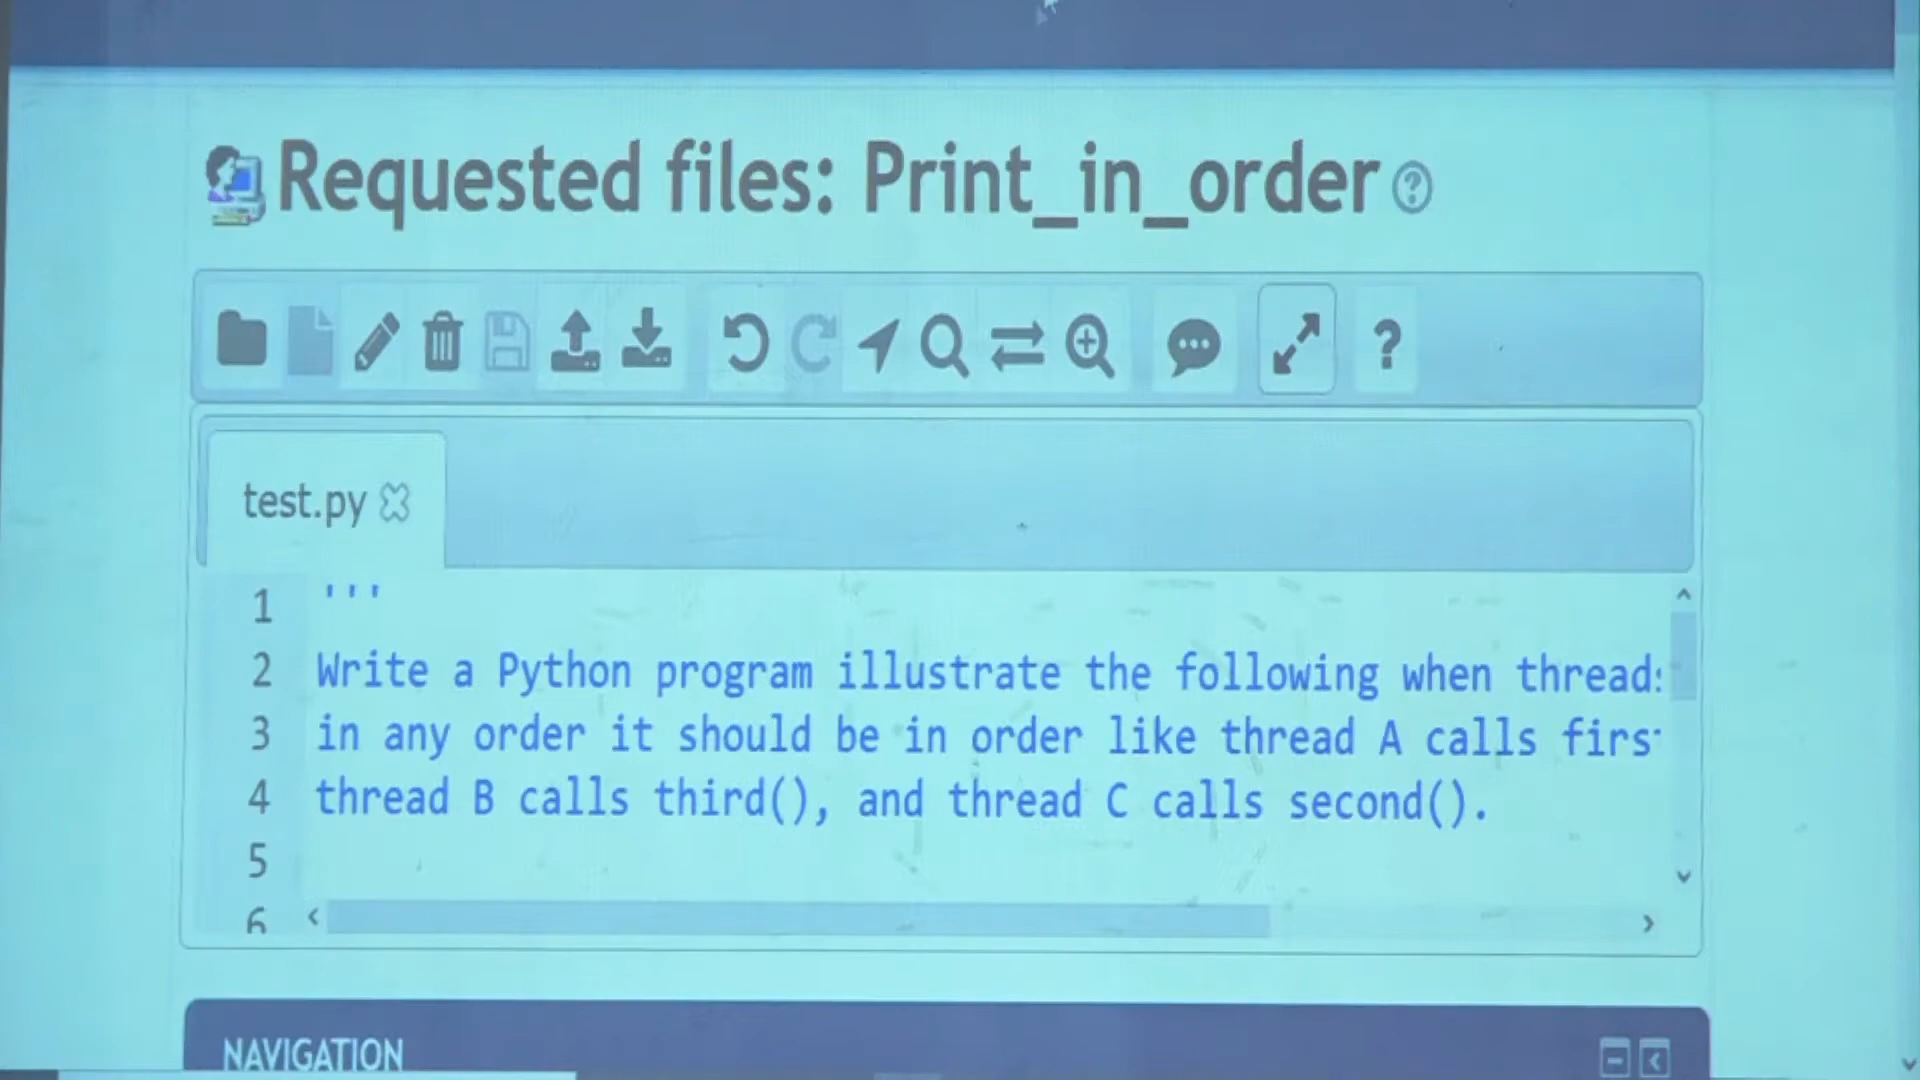 Requested files: Print_in_order
test.py
1 '''
2 Write a Python program illustrate the following when thread
3 in any order it should be in order like thread A calls firs
4 thread B calls third(), and thread C calls second().
5
6
NAVIGATION